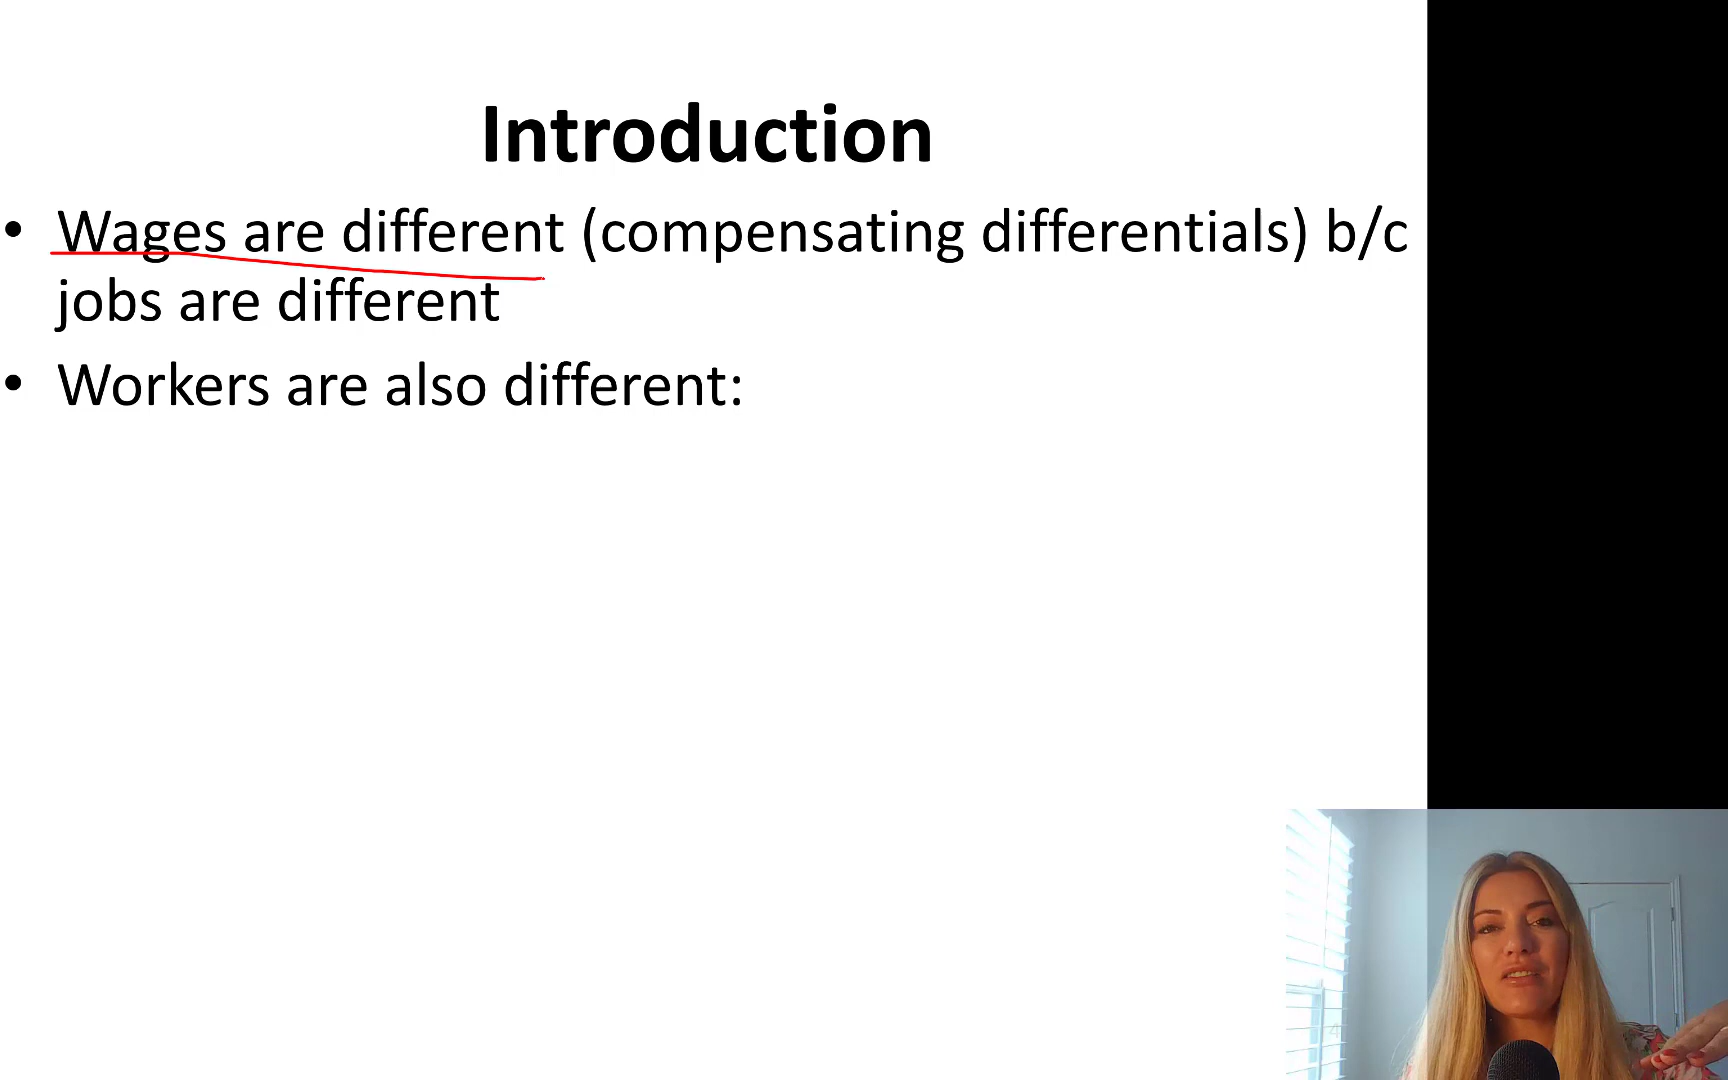 Introduction
• Wages are different (compensating differentials) b/c
jobs are different
• Workers are also different: